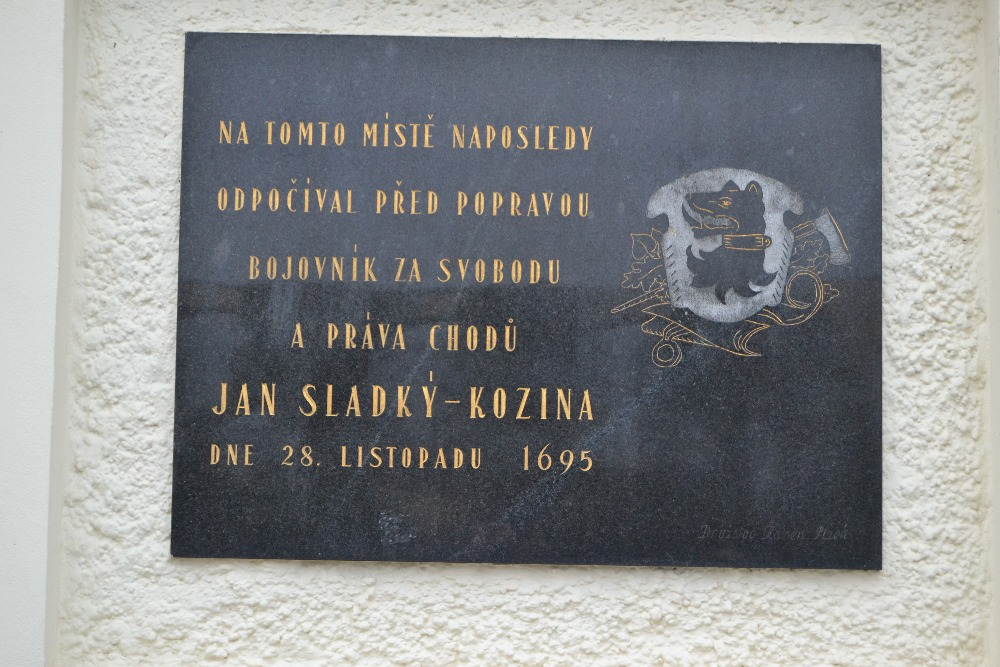 NA TOMTO MÍSTĚ NAPOSLEDY
ODPOČÍVAL PŘED POPRAVOU
BOJOVNÍK ZA SVOBODU
A PRÁVA CHODŮ
JAN SLADKÝ-KOZINA
DNE 28. LISTOPADU 1695
Plzeň